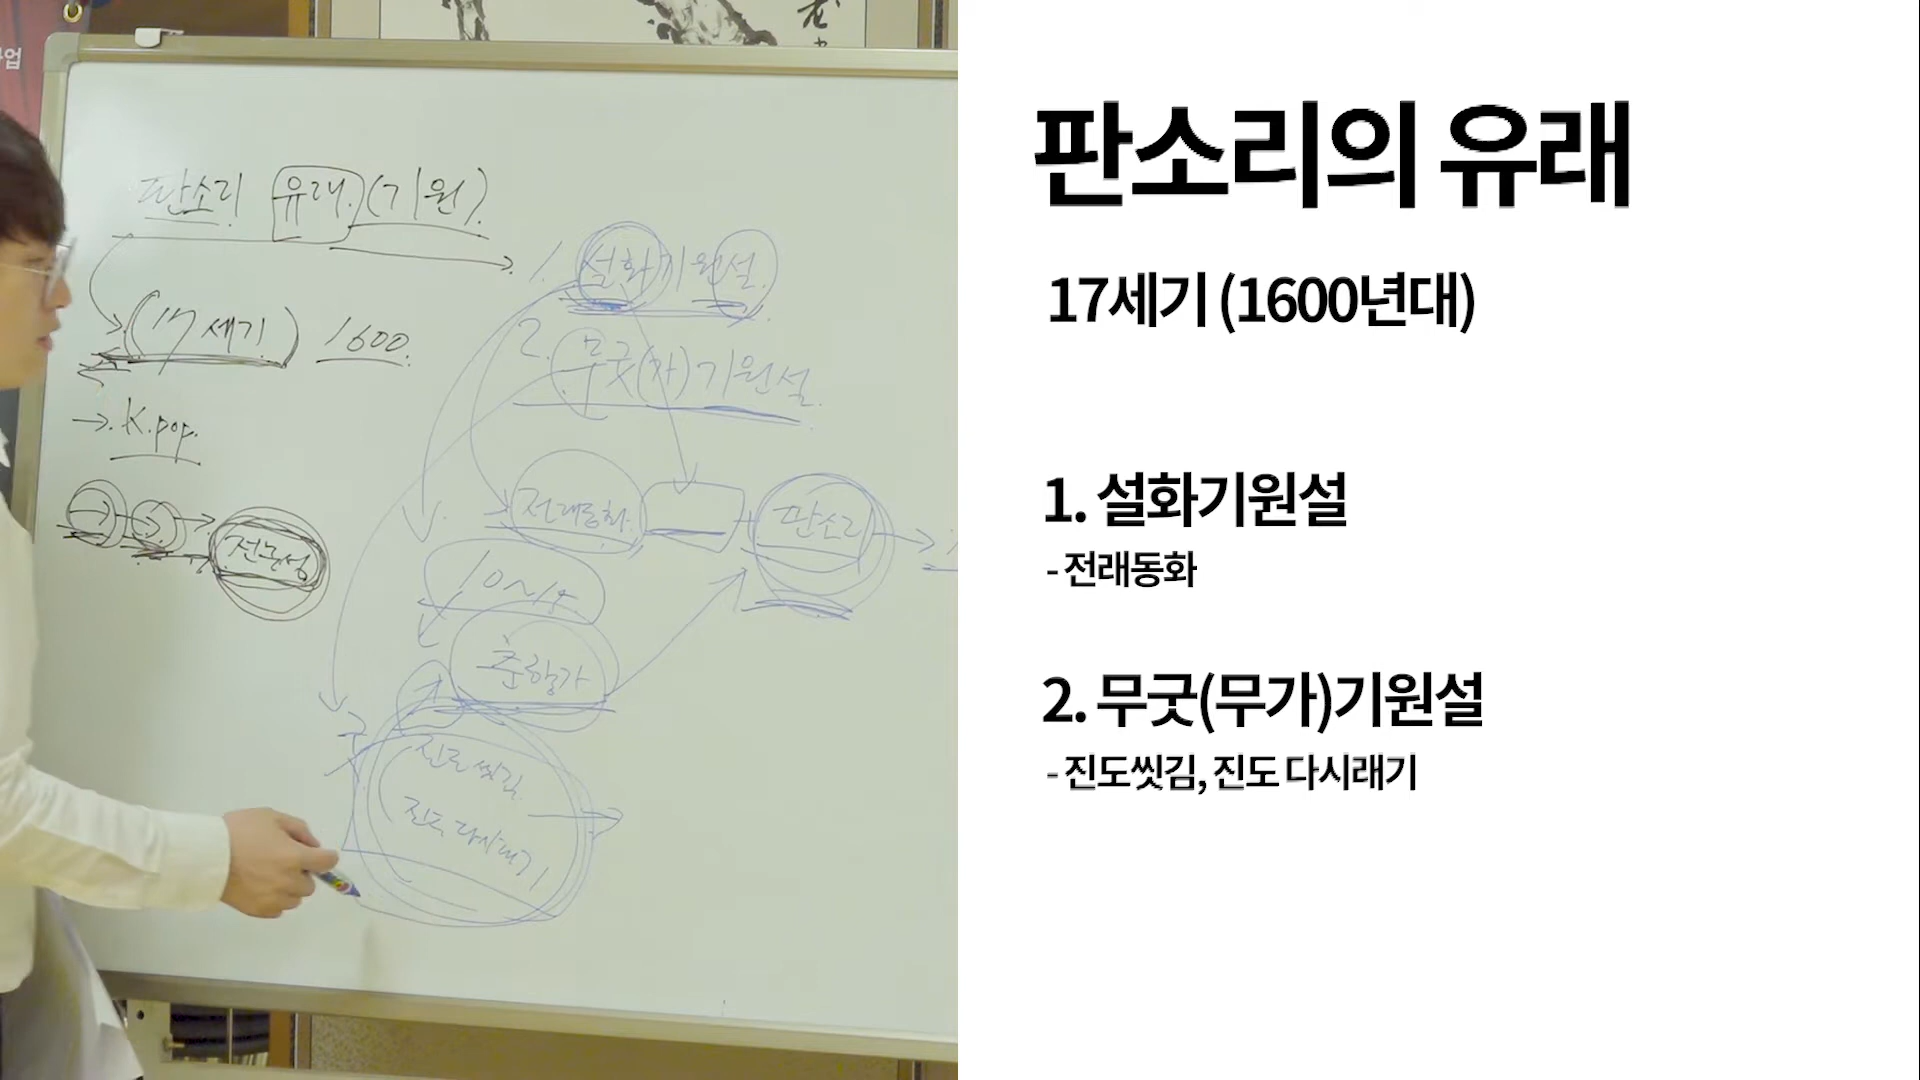 판소리 유래 (기원)
(17세기) 1600
→ K.pop
전통성
1. 설화기원설
2. 무굿(가)기원설
전래동화
판소리
10~14
춘향가
진도씻김
진도 다시래기
판소리의 유래
17세기 (1600년대)
1. 설화기원설
- 전래동화
2. 무굿(무가)기원설
- 진도씻김, 진도 다시래기